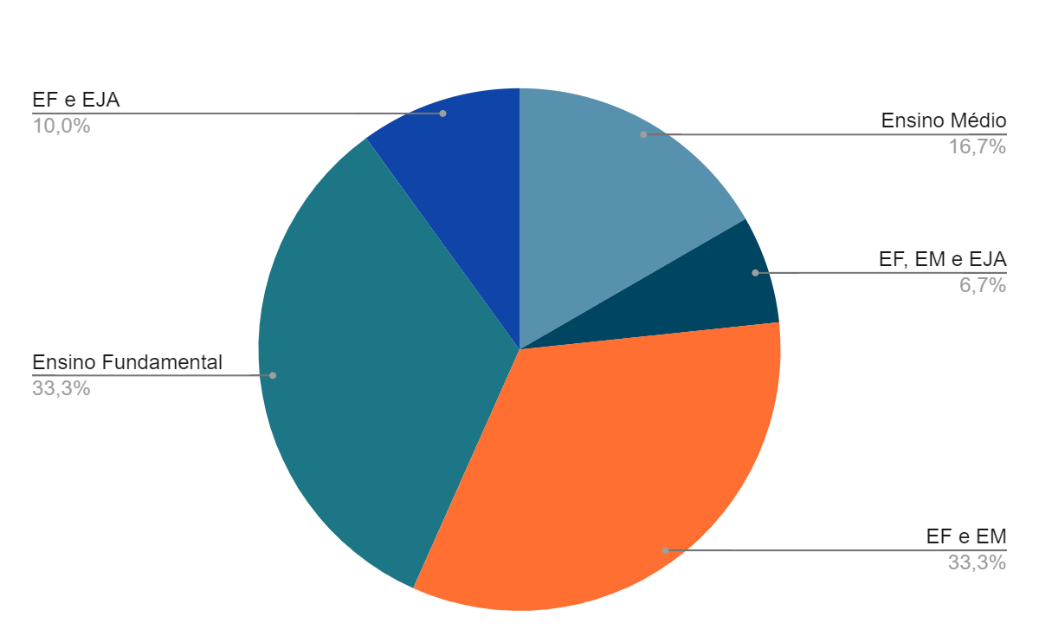 EF e EJA
10,0%
Ensino Médio
16,7%
EF, EM e EJA
6,7%
Ensino Fundamental
33,3%
EF e EM
33,3%